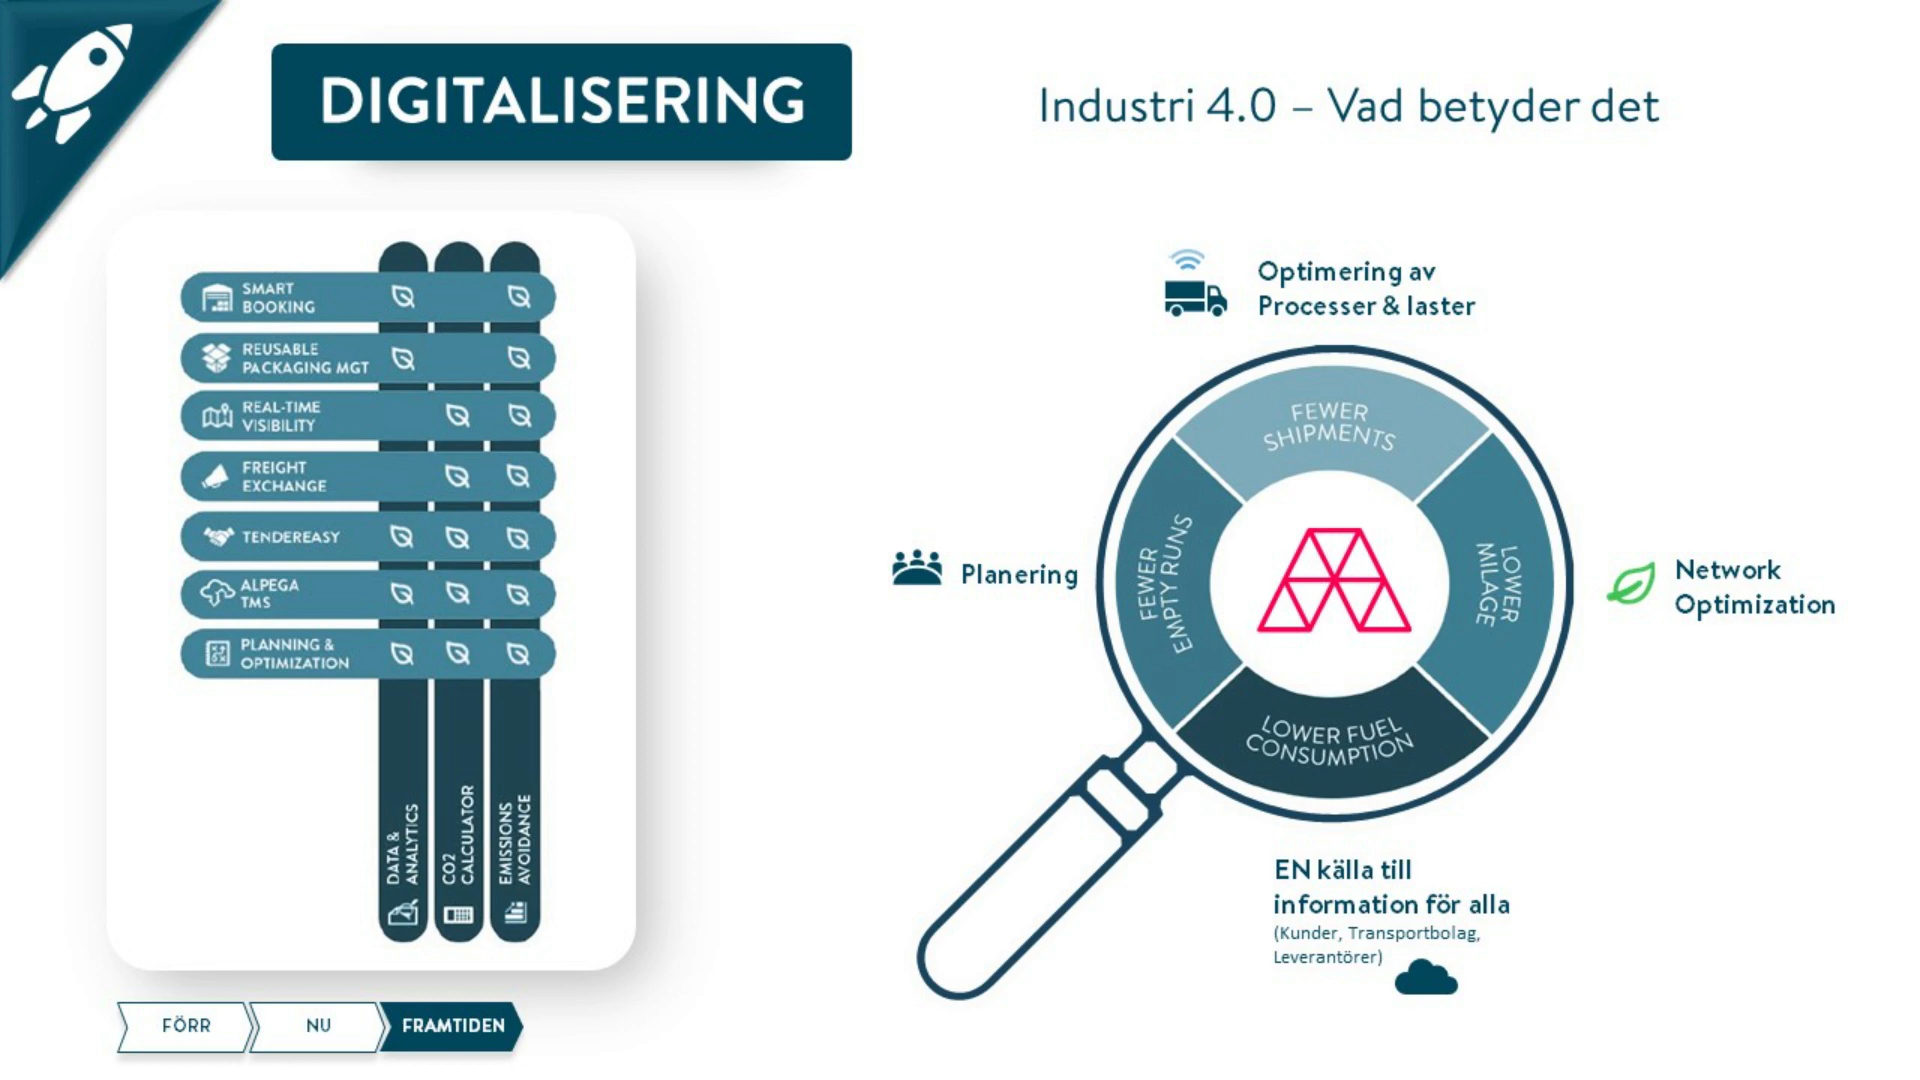 DIGITALISERING
Industri 4.0 – Vad betyder det
SMART
BOOKING
REUSABLE
PACKAGING MGT
REAL-TIME
VISIBILITY
FREIGHT
EXCHANGE
TENDEREASY
ALPEGA
TMS
PLANNING &
OPTIMIZATION
DATA &
ANALYTICS
CO2
CALCULATOR
EMISSIONS
AVOIDANCE
Optimering av
Processer & laster
FEWER
SHIPMENTS
Planering
FEWER
EMPTY RUNS
LOWER
MILAGE
Network
Optimization
LOWER FUEL
CONSUMPTION
EN källa till
information för alla
(Kunder, Transportbolag,
Leverantörer)
FÖRR
NU
FRAMTIDEN